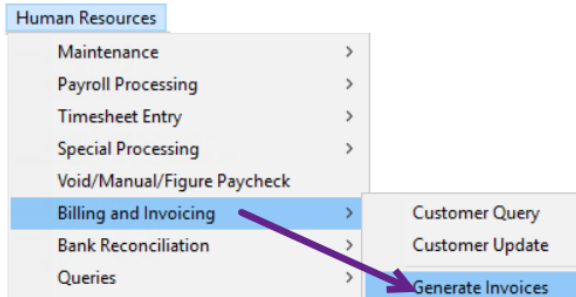 Human Resources
Maintenance
Payroll Processing
Timesheet Entry
Special Processing
Void/Manual/Figure Paycheck
Billing and Invoicing
Customer Query
Bank Reconciliation
Customer Update
Queries
Generate Invoices